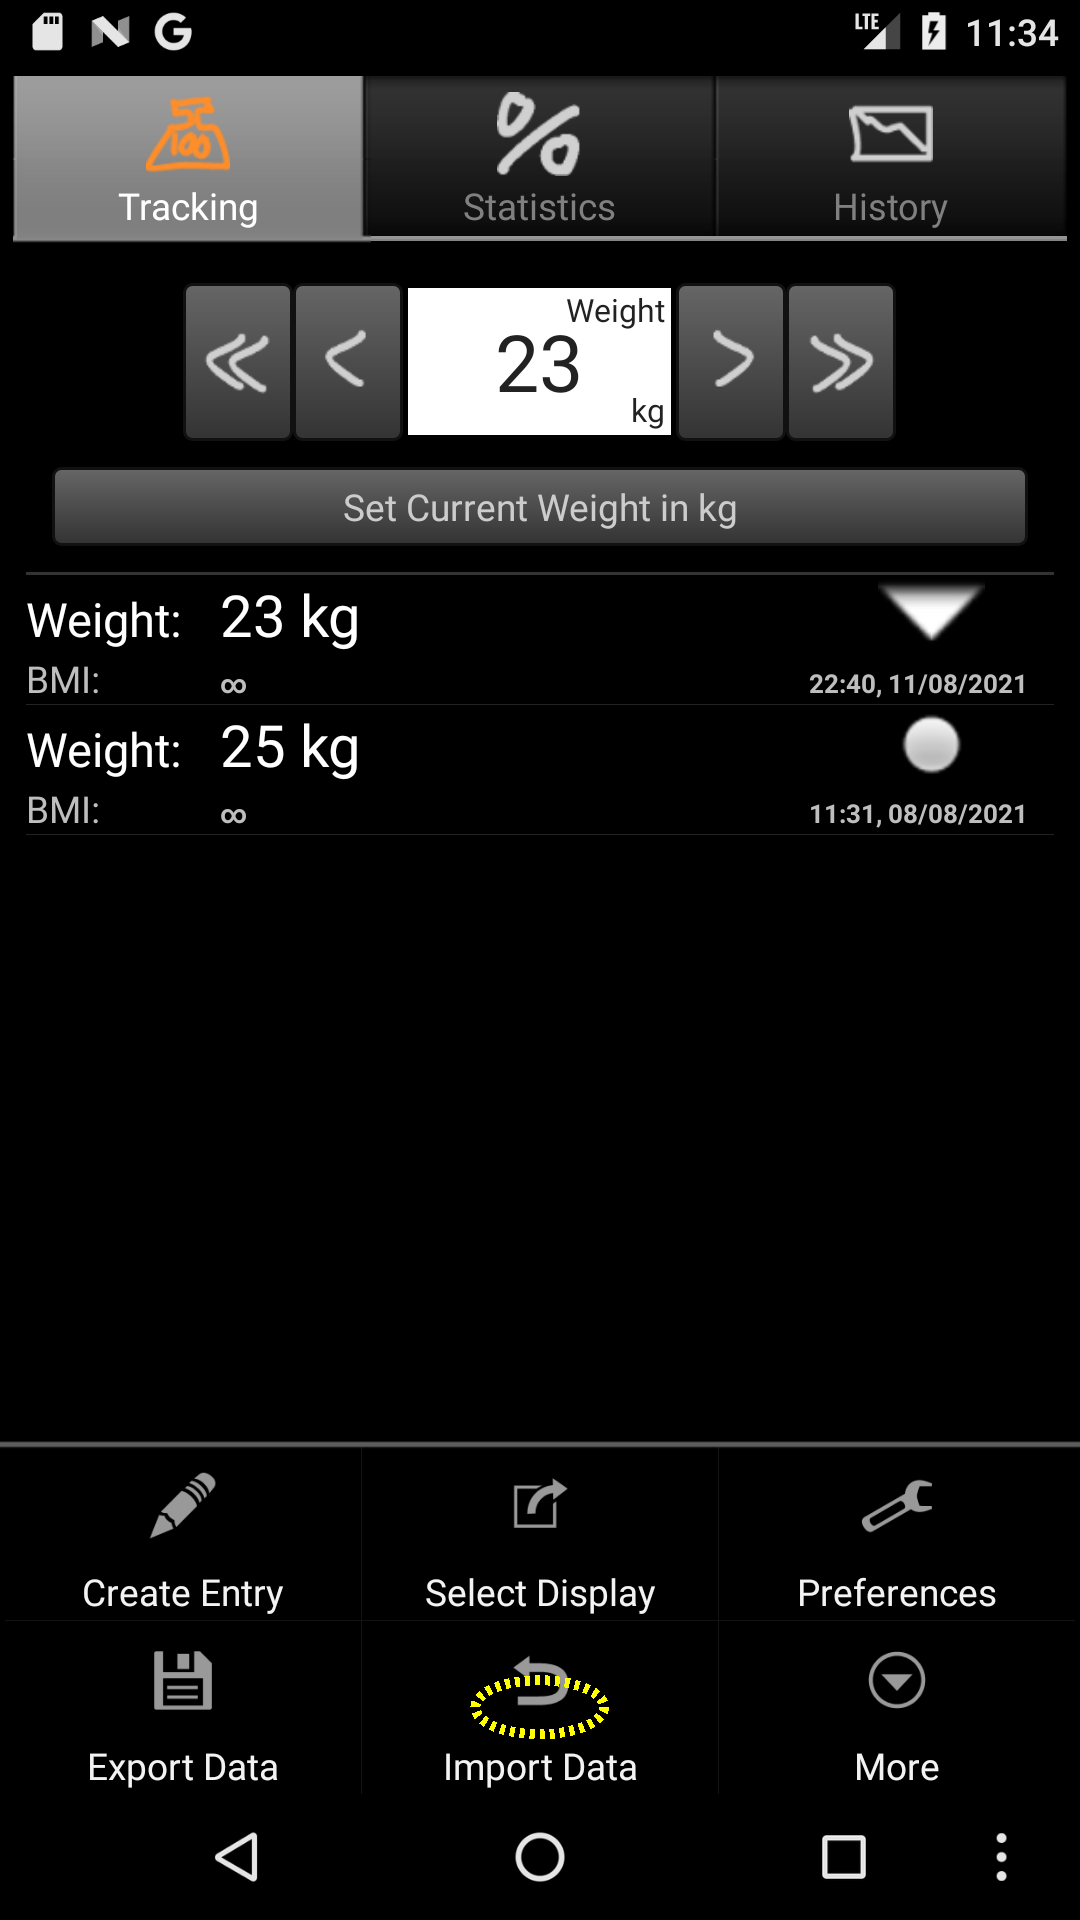 LTE 11:34
100
Tracking
%
Statistics
History
Weight
23
kg
Set Current Weight in kg
Weight: 23 kg
BMI: ∞ 22:40, 11/08/2021
Weight: 25 kg
BMI: ∞ 11:31, 08/08/2021
Create Entry
Select Display
Preferences
Export Data
Import Data
More